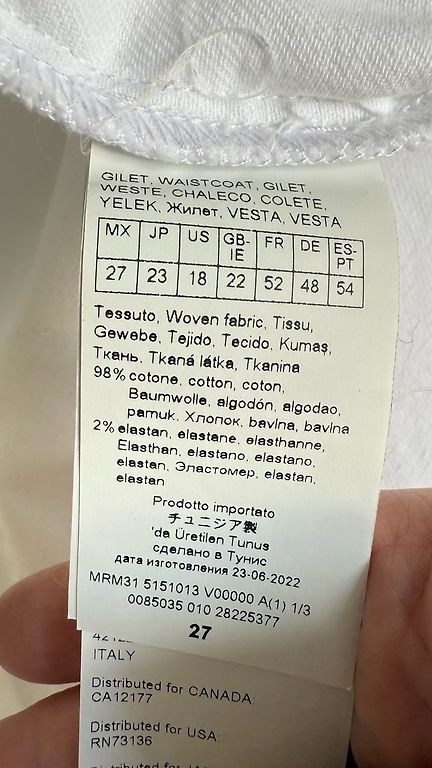 GILET, WAISTCOAT, GILET,
WESTE, CHALECO, COLETE,
YELEK, Жилет, VESTA, VESTA
MX JP US GB-IE FR DE ES-PT
27 23 18 22 52 48 54
Tessuto, Woven fabric, Tissu,
Gewebe, Tejido, Tecido, Kumaş,
Ткань, Tkaná látka, Tkanina
98% cotone, cotton, coton,
Baumwolle, algodón, algodao,
pamuk, Хлопок, bavlna, bavlna
2% elastan, elastane, elasthanne,
Elasthan, elastano, elastano,
elastan, Эластомер, elastan,
elastan
Prodotto importato
チュニジア製
'da Üretilen Tunus
сделано в Тунис
дата изготовления 23-06-2022
MRM31 5151013 V00000 A(1) 1/3
0085035 010 28225377
27
ITALY
Distributed for CANADA:
CA12177
Distributed for USA:
RN73136